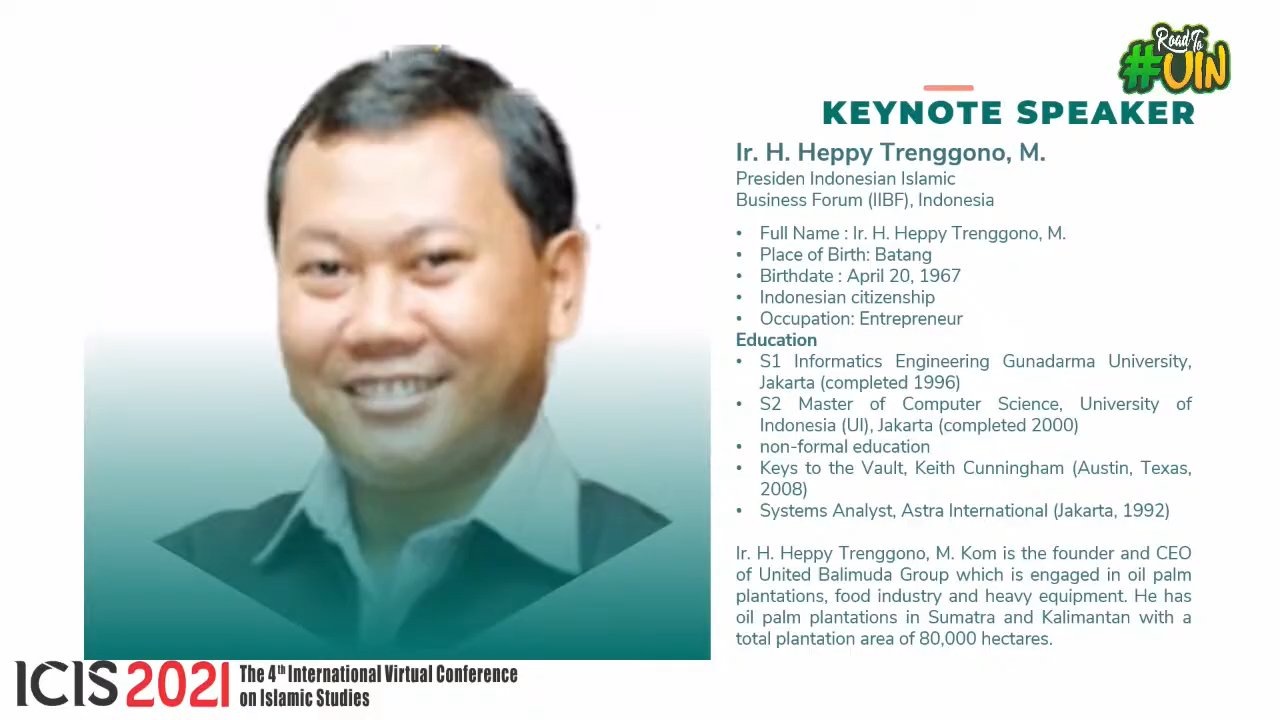 Road To
#UIN
KEYNOTE SPEAKER
Ir. H. Heppy Trenggono, M.
Presiden Indonesian Islamic
Business Forum (IIBF), Indonesia
• Full Name : Ir. H. Heppy Trenggono, M.
• Place of Birth: Batang
• Birthdate : April 20, 1967
• Indonesian citizenship
• Occupation: Entrepreneur
Education
• S1 Informatics Engineering Gunadarma University,
Jakarta (completed 1996)
• S2 Master of Computer Science, University of
Indonesia (UI), Jakarta (completed 2000)
• non-formal education
• Keys to the Vault, Keith Cunningham (Austin, Texas,
2008)
• Systems Analyst, Astra International (Jakarta, 1992)
Ir. H. Heppy Trenggono, M. Kom is the founder and CEO
of United Balimuda Group which is engaged in oil palm
plantations, food industry and heavy equipment. He has
oil palm plantations in Sumatra and Kalimantan with a
total plantation area of 80,000 hectares.
ICIS 2021
The 4th International Virtual Conference
on Islamic Studies